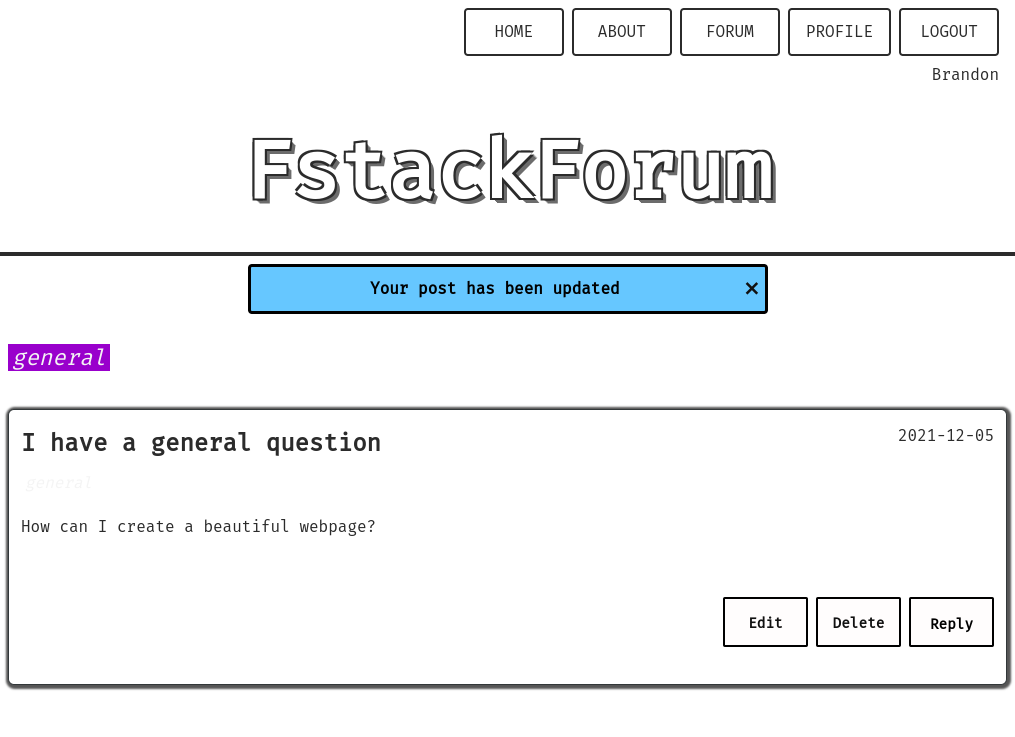 HOME ABOUT FORUM PROFILE LOGOUT
Brandon
FstackForum
Your post has been updated ×
general
I have a general question 2021-12-05
general
How can I create a beautiful webpage?
Edit Delete Reply